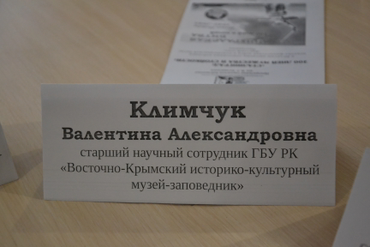 Климчук
Валентина Александровна
старший научный сотрудник ГБУ РК
«Восточно-Крымский историко-культурный
музей-заповедник»